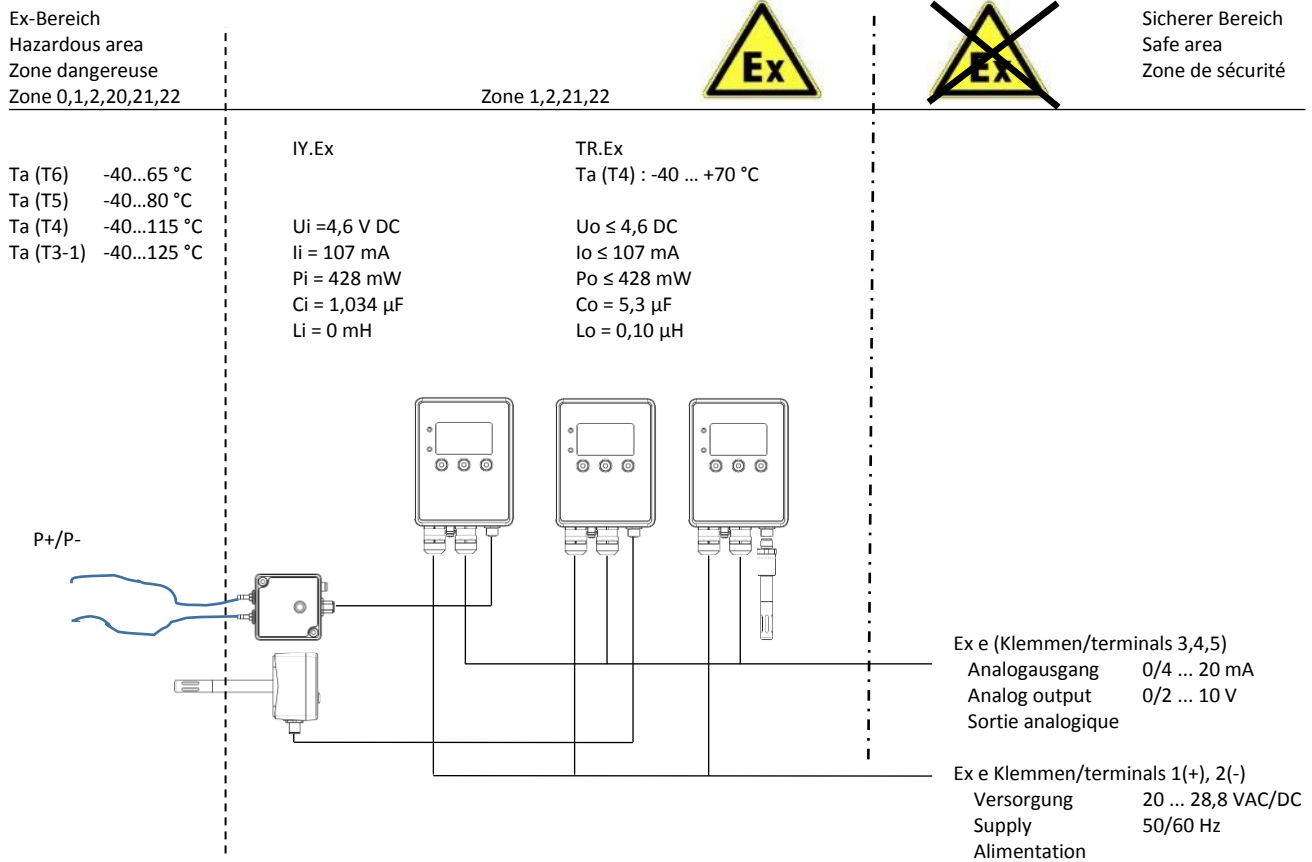 Ex-Bereich
Hazardous area
Zone dangereuse
Zone 0,1,2,20,21,22
Zone 1,2,21,22
Ex
Ex
Sicherer Bereich
Safe area
Zone de sécurité
Ta (T6) -40...65 °C
Ta (T5) -40...80 °C
Ta (T4) -40...115 °C
Ta (T3-1) -40...125 °C
IY.Ex
Ui =4,6 V DC
Ii = 107 mA
Pi = 428 mW
Ci = 1,034 µF
Li = 0 mH
TR.Ex
Ta (T4) : -40 ... +70 °C
Uo ≤ 4,6 DC
Io ≤ 107 mA
Po ≤ 428 mW
Co = 5,3 µF
Lo = 0,10 µH
P+/P-
Ex e (Klemmen/terminals 3,4,5)
Analogausgang 0/4 ... 20 mA
Analog output 0/2 ... 10 V
Sortie analogique
Ex e Klemmen/terminals 1(+), 2(-)
Versorgung 20 ... 28,8 VAC/DC
Supply 50/60 Hz
Alimentation